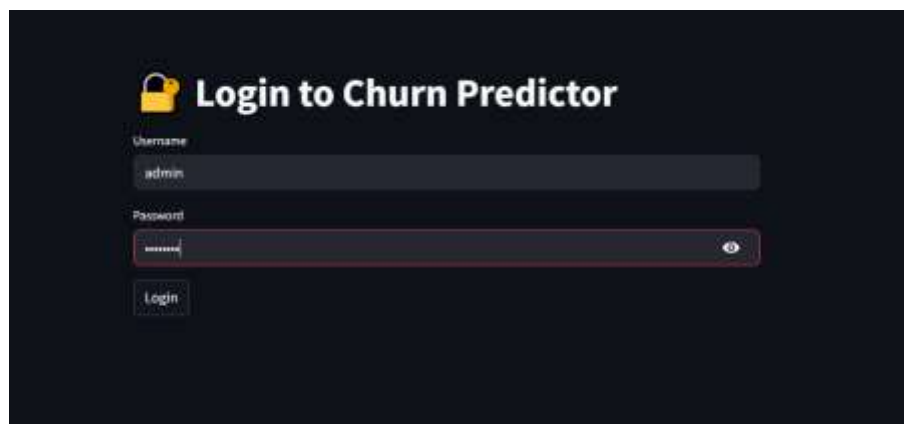 🔐 Login to Churn Predictor
Username
admin
Password
••••••••
Login